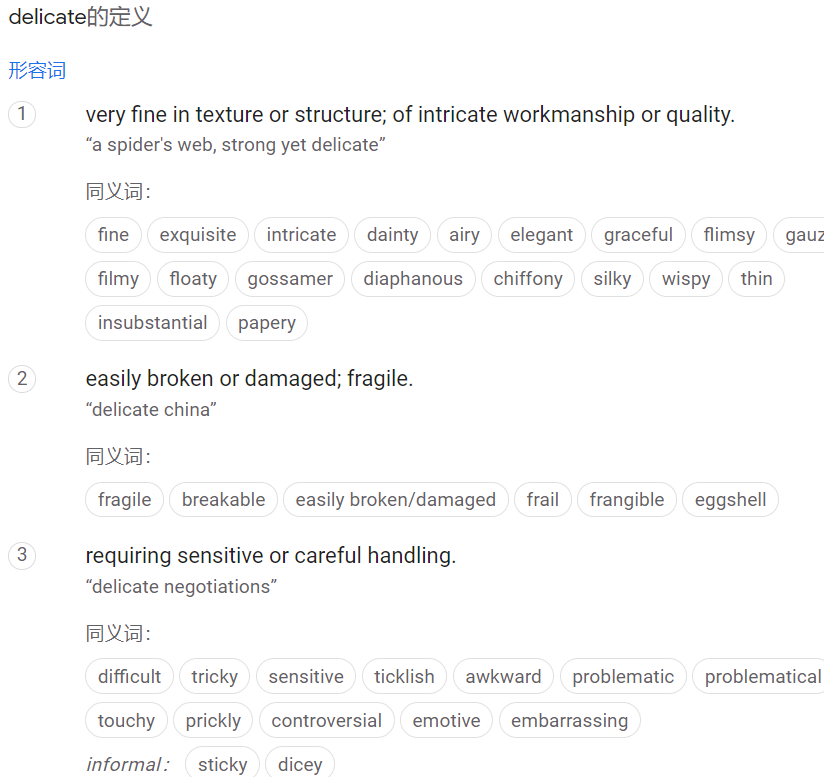 delicate的定义
形容词
1 very fine in texture or structure; of intricate workmanship or quality.
“a spider's web, strong yet delicate”
同义词：
fine exquisite intricate dainty airy elegant graceful flimsy gauz
filmy floaty gossamer diaphanous chiffony silky wispy thin
insubstantial papery
2 easily broken or damaged; fragile.
“delicate china”
同义词：
fragile breakable easily broken/damaged frail frangible eggshell
3 requiring sensitive or careful handling.
“delicate negotiations”
同义词：
difficult tricky sensitive ticklish awkward problematic problematical
touchy prickly controversial emotive embarrassing
informal: sticky dicey